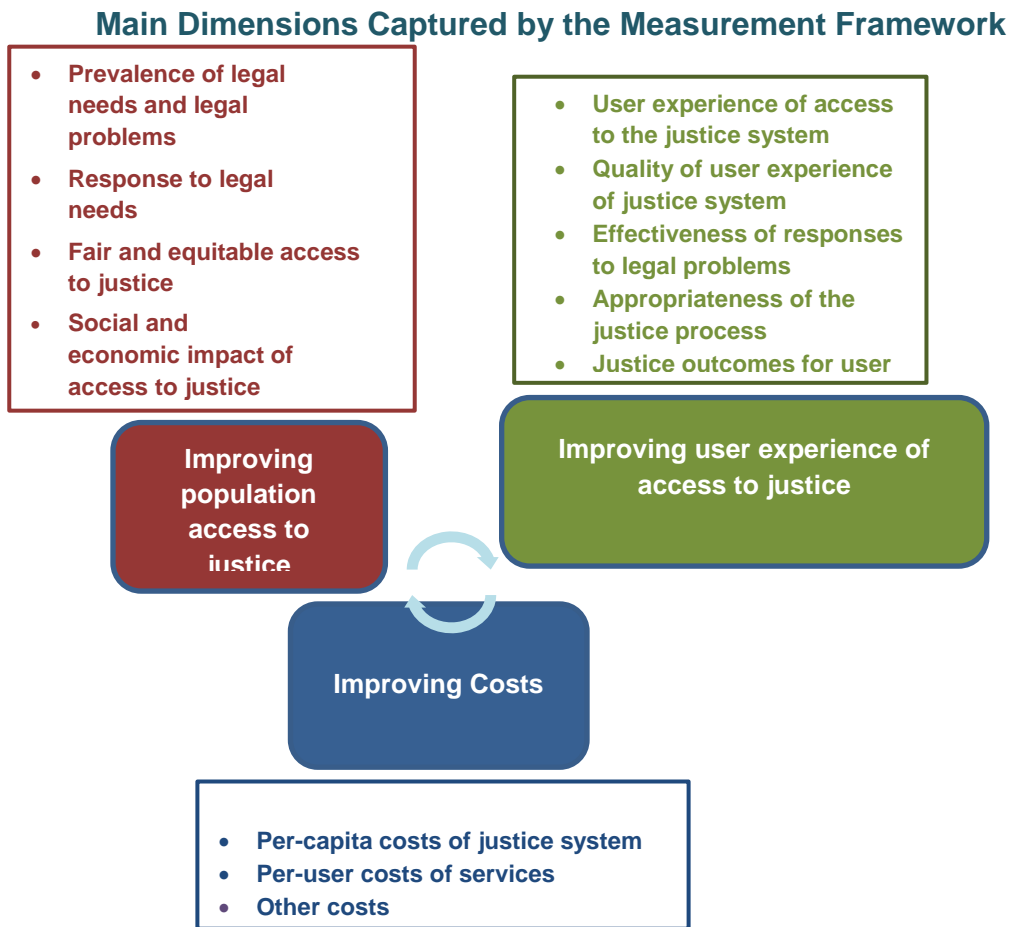 Main Dimensions Captured by the Measurement Framework
• Prevalence of legal
needs and legal
problems
• Response to legal
needs
• Fair and equitable access
to justice
• Social and
economic impact of
access to justice
• User experience of access
to the justice system
• Quality of user experience
of justice system
• Effectiveness of responses
to legal problems
• Appropriateness of the
justice process
• Justice outcomes for user
Improving
population
access to
justice
Improving user experience of
access to justice
Improving Costs
• Per-capita costs of justice system
• Per-user costs of services
• Other costs